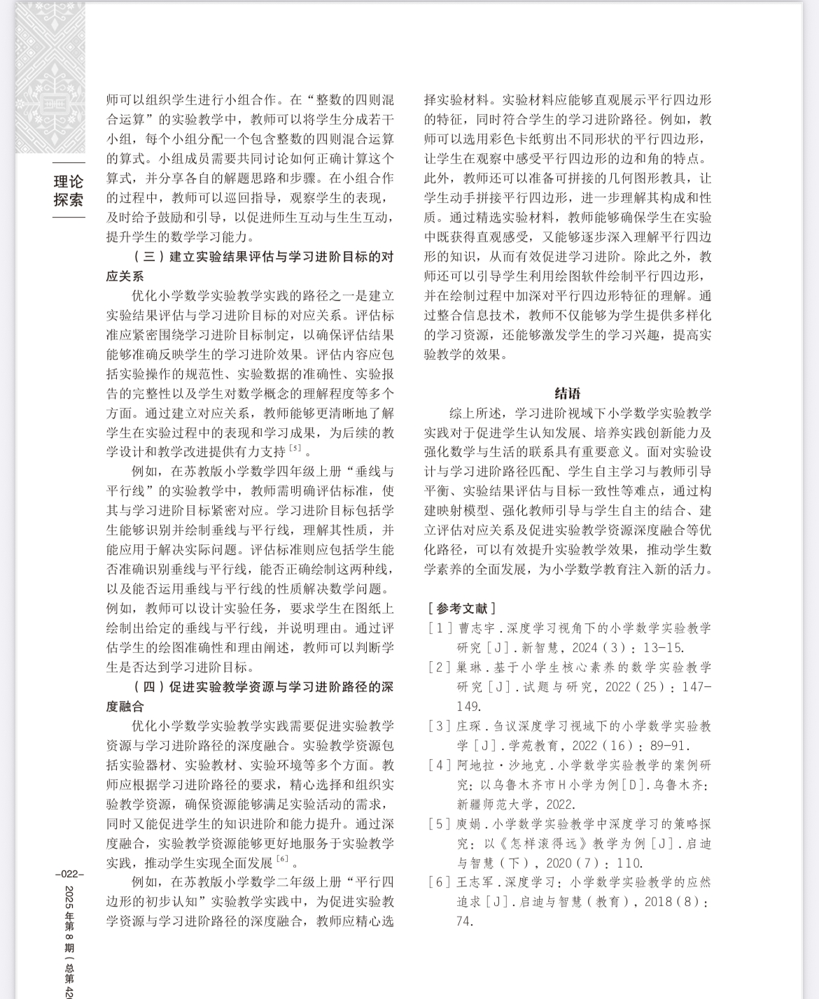 理论
探索
师可以组织学生进行小组合作。在“整数的四则混
合运算”的实验教学中，教师可以将学生分成若干
小组，每个小组分配一个包含整数的四则混合运算
的算式。小组成员需要共同讨论如何正确计算这个
算式，并分享各自的解题思路和步骤。在小组合作
的过程中，教师可以巡回指导，观察学生的表现，
及时给予鼓励和引导，以促进师生互动与生生互动，
提升学生的数学学习能力。
（三）建立实验结果评估与学习进阶目标的对
应关系
优化小学数学实验教学实践的路径之一是建立
实验结果评估与学习进阶目标的对应关系。评估标
准应紧密围绕学习进阶目标制定，以确保评估结果
能够准确反映学生的学习进阶效果。评估内容应包
括实验操作的规范性、实验数据的准确性、实验报
告的完整性以及学生对数学概念的理解程度等多个
方面。通过建立对应关系，教师能够更清晰地了解
学生在实验过程中的表现和学习成果，为后续的教
学设计和教学改进提供有力支持［5］。
例如，在苏教版小学数学四年级上册“垂线与
平行线”的实验教学中，教师需明确评估标准，使
其与学习进阶目标紧密对应。学习进阶目标包括学
生能够识别并绘制垂线与平行线，理解其性质，并
能应用于解决实际问题。评估标准则应包括学生能
否准确识别垂线与平行线，能否正确绘制这两种线，
以及能否运用垂线与平行线的性质解决数学问题。
例如，教师可以设计实验任务，要求学生在图纸上
绘制出给定的垂线与平行线，并说明理由。通过评
估学生的绘图准确性和理由阐述，教师可以判断学
生是否达到学习进阶目标。
（四）促进实验教学资源与学习进阶路径的深
度融合
优化小学数学实验教学实践需要促进实验教学
资源与学习进阶路径的深度融合。实验教学资源包
括实验器材、实验教材、实验环境等多个方面。教
师应根据学习进阶路径的要求，精心选择和组织实
验教学资源，确保资源能够满足实验活动的需求，
同时又能促进学生的知识进阶和能力提升。通过深
度融合，实验教学资源能够更好地服务于实验教学
实践，推动学生实现全面发展［6］。
例如，在苏教版小学数学二年级上册“平行四
边形的初步认知”实验教学实践中，为促进实验教
学资源与学习进阶路径的深度融合，教师应精心选
择实验材料。实验材料应能够直观展示平行四边形
的特征，同时符合学生的学习进阶路径。例如，教
师可以选用彩色卡纸剪出不同形状的平行四边形，
让学生在观察中感受平行四边形的边和角的特点。
此外，教师还可以准备可拼接的几何图形教具，让
学生动手拼接平行四边形，进一步理解其构成和性
质。通过精选实验材料，教师能够确保学生在实验
中既获得直观感受，又能够逐步深入理解平行四边
形的知识，从而有效促进学习进阶。除此之外，教
师还可以引导学生利用绘图软件绘制平行四边形，
并在绘制过程中加深对平行四边形特征的理解。通
过整合信息技术，教师不仅能够为学生提供多样化
的学习资源，还能够激发学生的学习兴趣，提高实
验教学的效果。
结语
综上所述，学习进阶视域下小学数学实验教学
实践对于促进学生认知发展、培养实践创新能力及
强化数学与生活的联系具有重要意义。面对实验设
计与学习进阶路径匹配、学生自主学习与教师引导
平衡、实验结果评估与目标一致性等难点，通过构
建映射模型、强化教师引导与学生自主的结合、建
立评估对应关系及促进实验教学资源深度融合等优
化路径，可以有效提升实验教学效果，推动学生数
学素养的全面发展，为小学数学教育注入新的活力。
［参考文献］
［1］曹志宇.深度学习视角下的小学数学实验教学
研究［J］.新智慧，2024（3）：13-15.
［2］巢琳.基于小学生核心素养的数学实验教学
研究［J］.试题与研究，2022（25）：147-
149.
［3］庄琛.刍议深度学习视域下的小学数学实验教
学［J］.学苑教育，2022（16）：89-91.
［4］阿地拉·沙地克.小学数学实验教学的案例研
究：以乌鲁木齐市H小学为例［D］.乌鲁木齐：
新疆师范大学，2022.
［5］庾娟.小学数学实验教学中深度学习的策略探
究：以《怎样滚得远》教学为例［J］.启迪
与智慧（下），2020（7）：110.
［6］王志军.深度学习：小学数学实验教学的应然
追求［J］.启迪与智慧（教育），2018（8）：
74.
-022-
2025年第8期（总第42